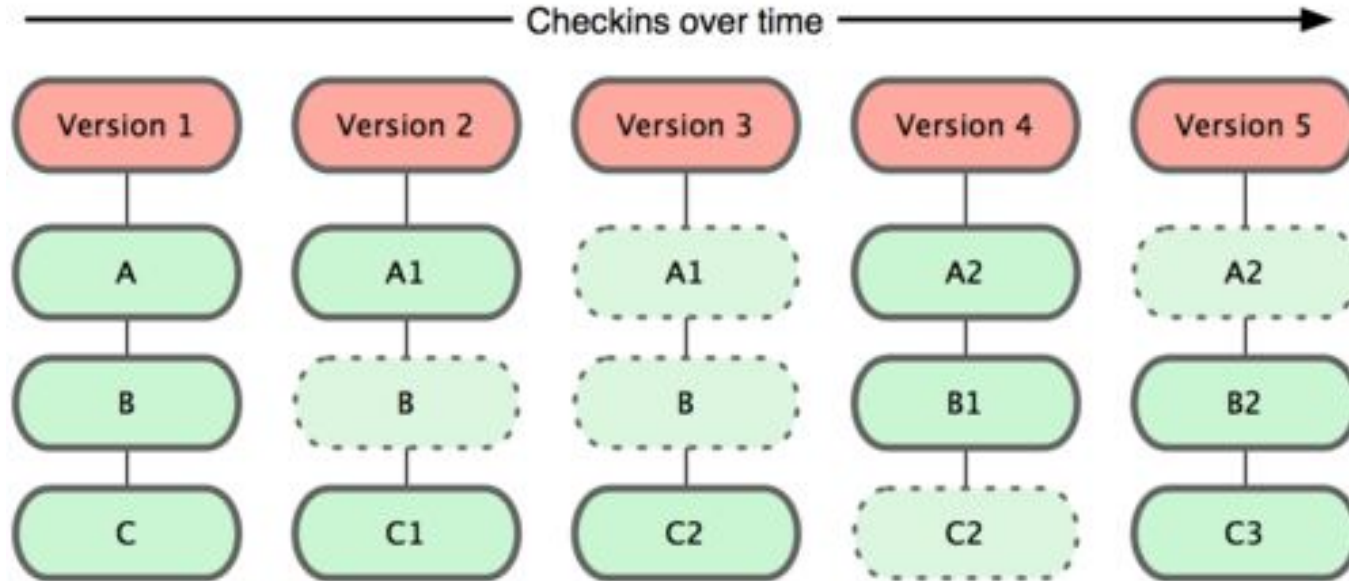 Checkins over time
Version 1 Version 2 Version 3 Version 4 Version 5
A A1 A1 A2 A2
B B B B1 B2
C C1 C2 C2 C3